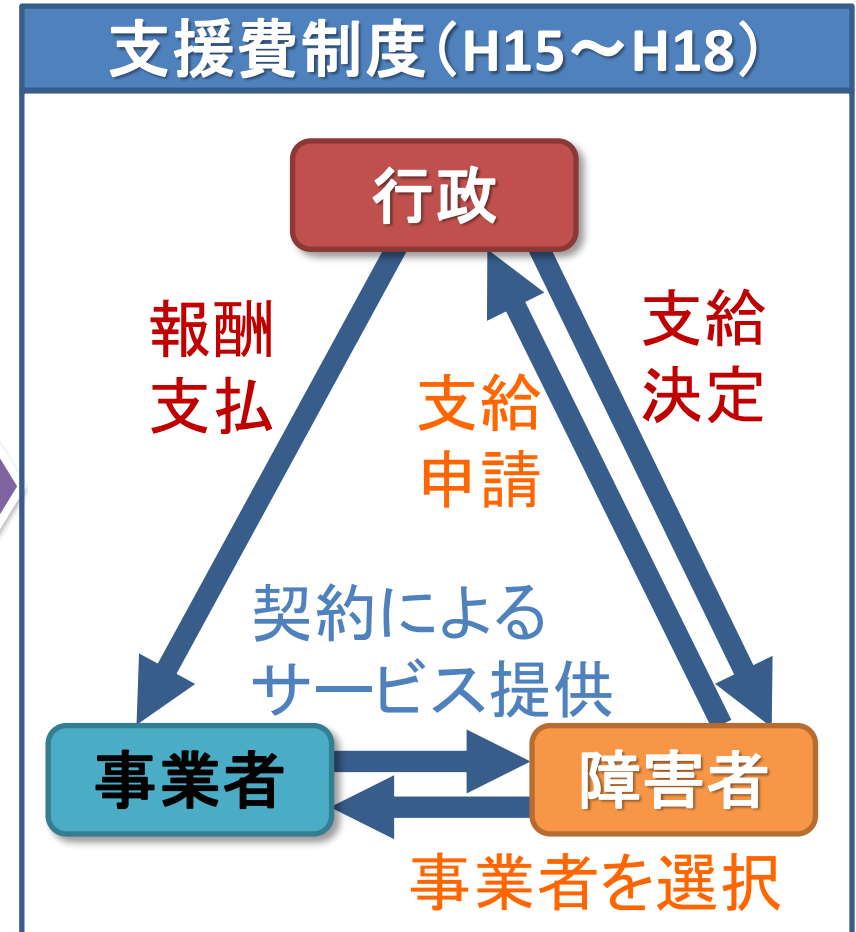 支援費制度（H15～H18）
行政
報酬
支払
支給
決定
支給
申請
契約による
サービス提供
事業者
障害者
事業者を選択